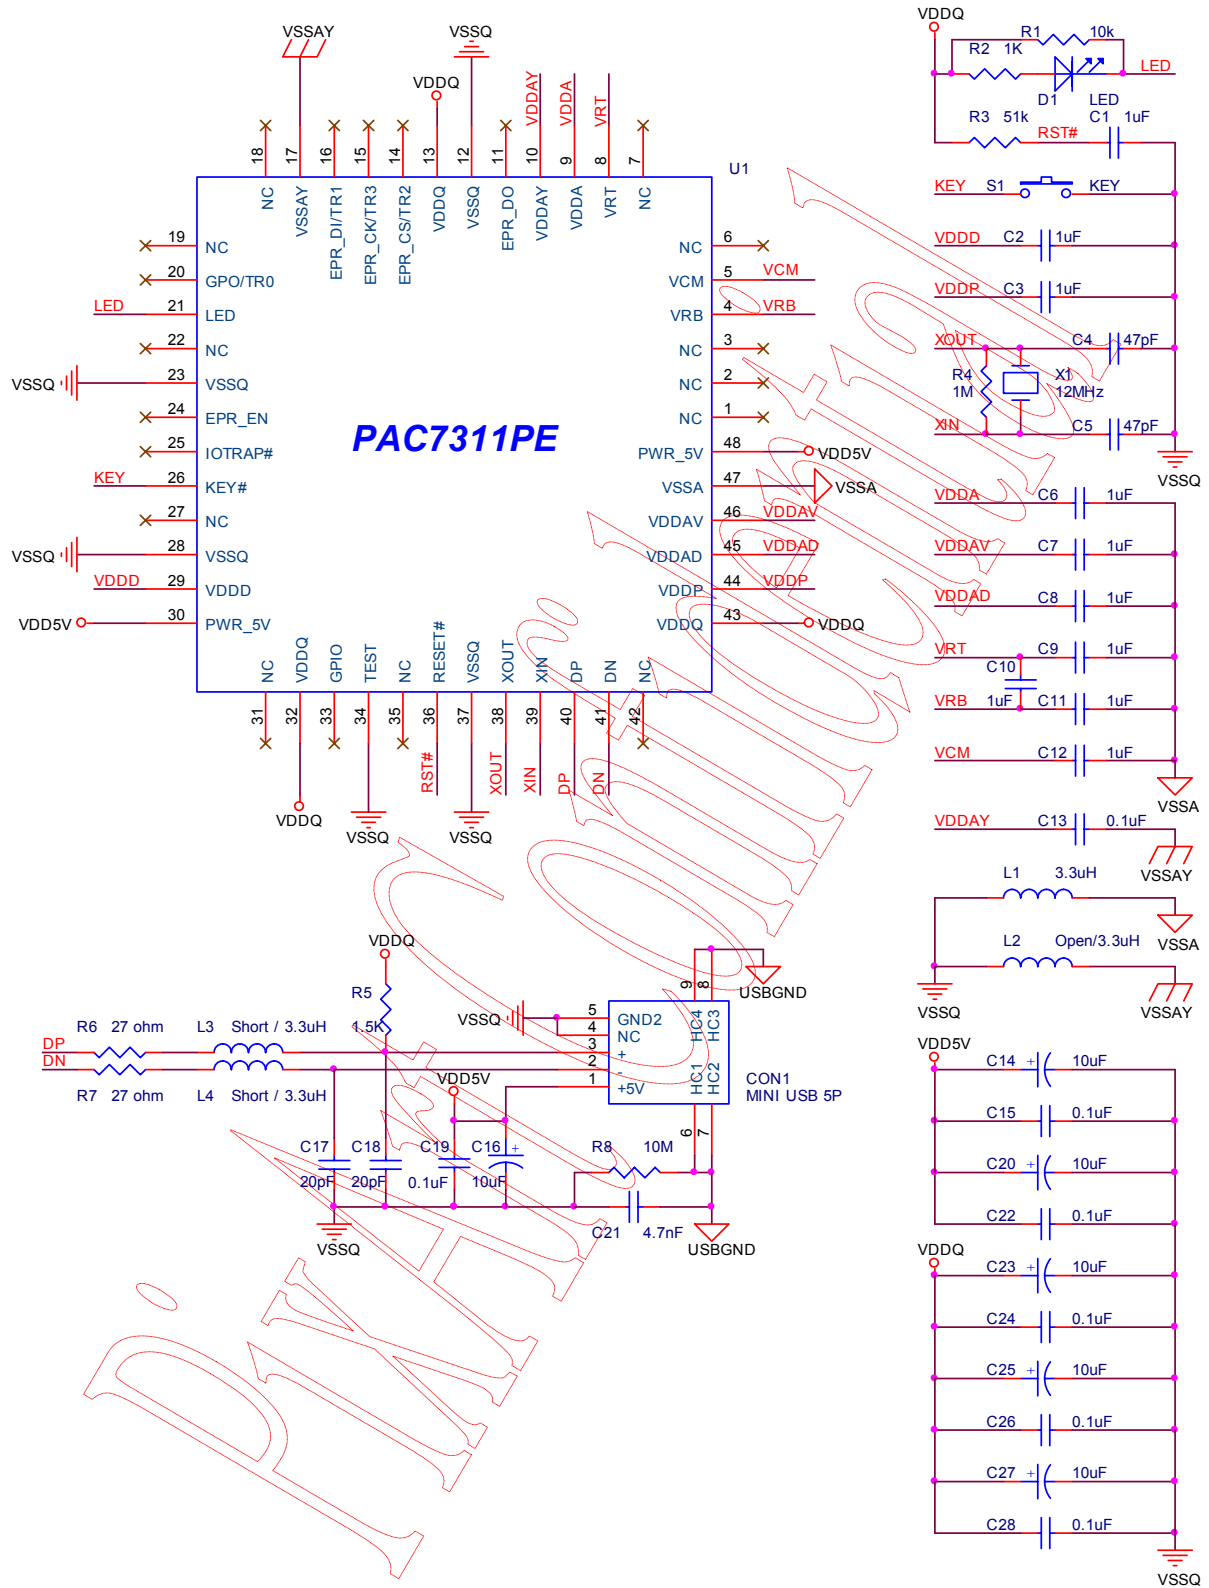 VSSAY
VSSQ
VDDQ
VDDAY
VDDA
VRT
18
17
16
15
14
13
12
11
10
9
8
7
U1
NC
VSSAY
EPR_DI/TR1
EPR_CK/TR3
EPR_CS/TR2
VDDQ
VSSQ
EPR_DO
VDDAY
VDDA
VRT
NC
19 NC
20 GPO/TR0
LED 21 LED
22 NC
VSSQ 23 VSSQ
24 EPR_EN
25 IOTRAP#
KEY 26 KEY#
27 NC
VSSQ 28 VSSQ
VDDD 29 VDDD
VDD5V 30 PWR_5V
PAC7311PE
NC 6
VCM 5 VCM
VRB 4 VRB
NC 3
NC 2
NC 1
PWR_5V 48 VDD5V
VSSA 47 VSSA
VDDAV 46 VDDAV
VDDAD 45 VDDAD
VDDP 44 VDDP
VDDQ 43 VDDQ
NC
VDDQ
GPIO
TEST
NC
RESET#
VSSQ
XOUT
XIN
DP
DN
NC
31
32
33
34
35
36
37
38
39
40
41
42
RST#
XOUT
XIN
DP
DN
VDDQ
VSSQ
VSSQ
VDDQ
R1 10k
R2 1K
LED
D1 LED
R3 51k
RST#
C1 1uF
KEY S1 KEY
VDDD C2 1uF
VDDP C3 1uF
XOUT C4 47pF
R4
1M
X1
12MHz
XIN C5 47pF
VSSQ
VDDA C6 1uF
VDDAV C7 1uF
VDDAD C8 1uF
VRT C9 1uF
C10
1uF
VRB C11 1uF
VCM C12 1uF
VSSA
VDDAY C13 0.1uF
VSSAY
L1 3.3uH
VSSA
L2 Open/3.3uH
VSSQ
VSSAY
VDD5V
C14 + 10uF
C15 0.1uF
C20 + 10uF
C22 0.1uF
VDDQ
C23 + 10uF
C24 0.1uF
C25 + 10uF
C26 0.1uF
C27 + 10uF
C28 0.1uF
VSSQ
VDDQ
R5
1.5K
R6 27 ohm L3 Short / 3.3uH
DP
DN
R7 27 ohm L4 Short / 3.3uH
VSSQ
5 GND2
4 NC
3 +
2 -
1 +5V
9
8
HC4
HC3
HC1
HC2
6
7
USBGND
CON1
MINI USB 5P
VDD5V
C17
20pF
C18
20pF
C19
0.1uF
C16 +
10uF
R8 10M
C21 4.7nF
VSSQ
USBGND
PixArt